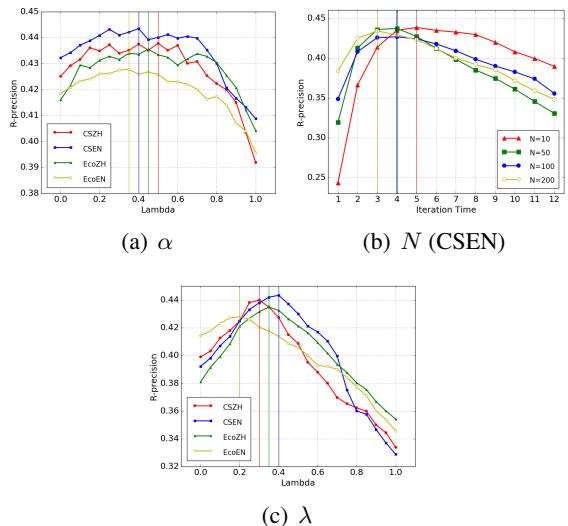 0.45
0.44
0.43
0.42
0.41
0.40
0.39
0.38
R-precision
CSZH
CSEN
EcoZH
EcoEN
0.0 0.2 0.4 0.6 0.8 1.0
Lambda
(a) α
0.45
0.40
0.35
0.30
0.25
R-precision
N=10
N=50
N=100
N=200
1 2 3 4 5 6 7 8 9 10 11 12
Iteration Time
(b) N (CSEN)
0.44
0.42
0.40
0.38
0.36
0.34
0.32
R-precision
CSZH
CSEN
EcoZH
EcoEN
0.0 0.2 0.4 0.6 0.8 1.0
Lambda
(c) λ